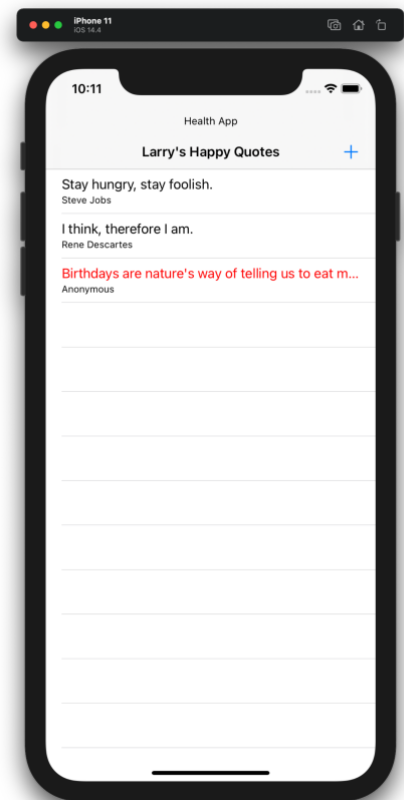 iPhone 11
iOS 14.4
10:11
Health App
Larry's Happy Quotes
Stay hungry, stay foolish.
Steve Jobs
I think, therefore I am.
Rene Descartes
Birthdays are nature's way of telling us to eat m...
Anonymous